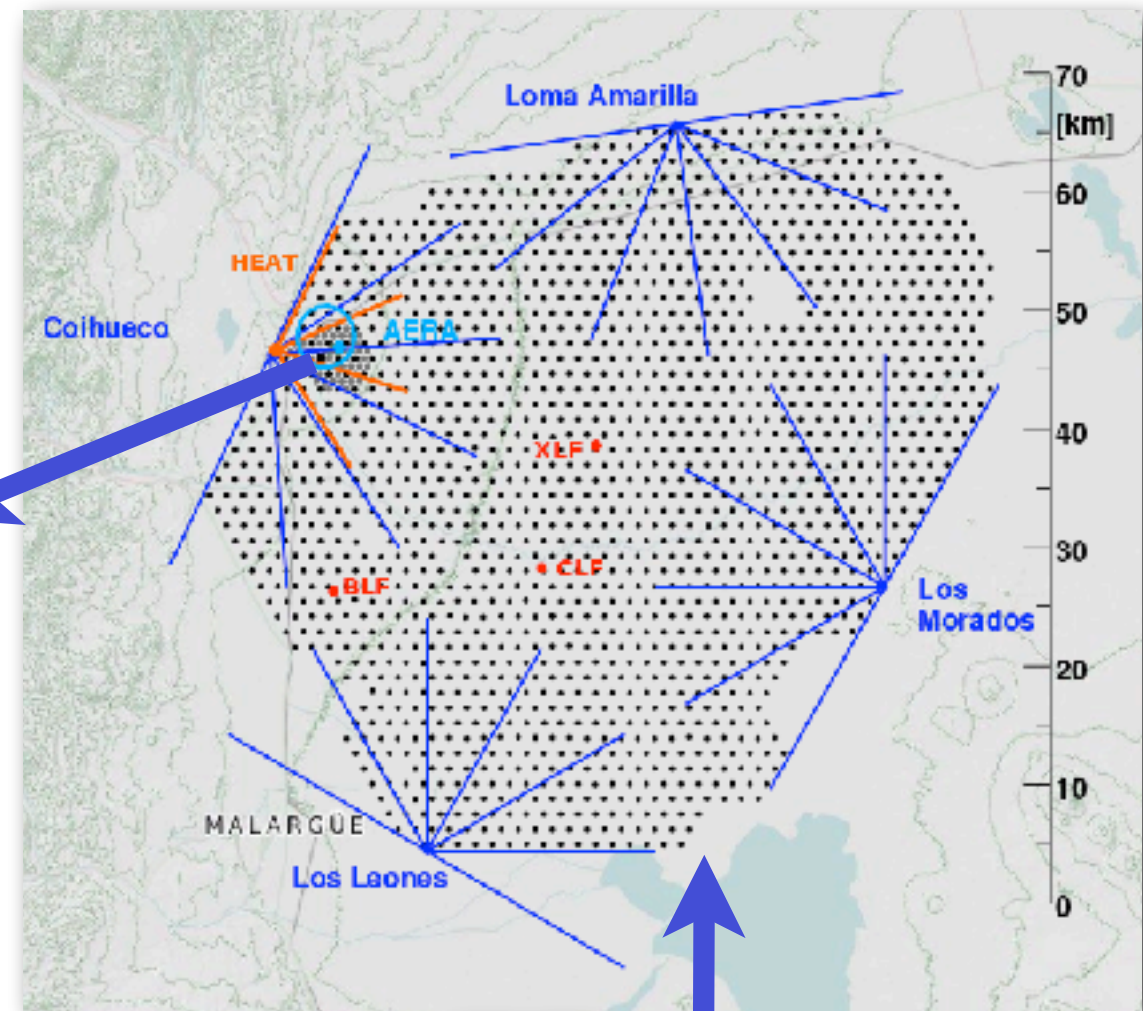 Loma Amarilla
70
[km]
60
HEAT
50
Coihueco
AERA
40
XLF
30
CLF
BLF
Los
Morados
20
10
MALARGÜE
Los Leones
0